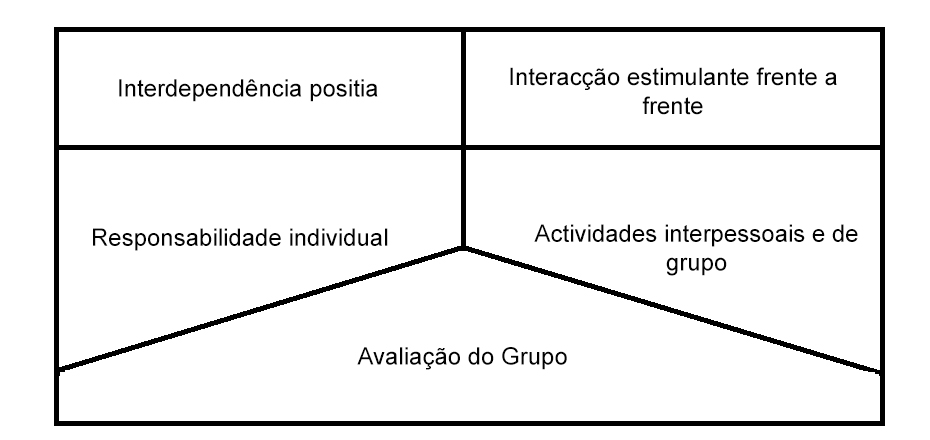 Interdependência positia
Interacção estimulante frente a
frente
Responsabilidade individual
Actividades interpessoais e de
grupo
Avaliação do Grupo